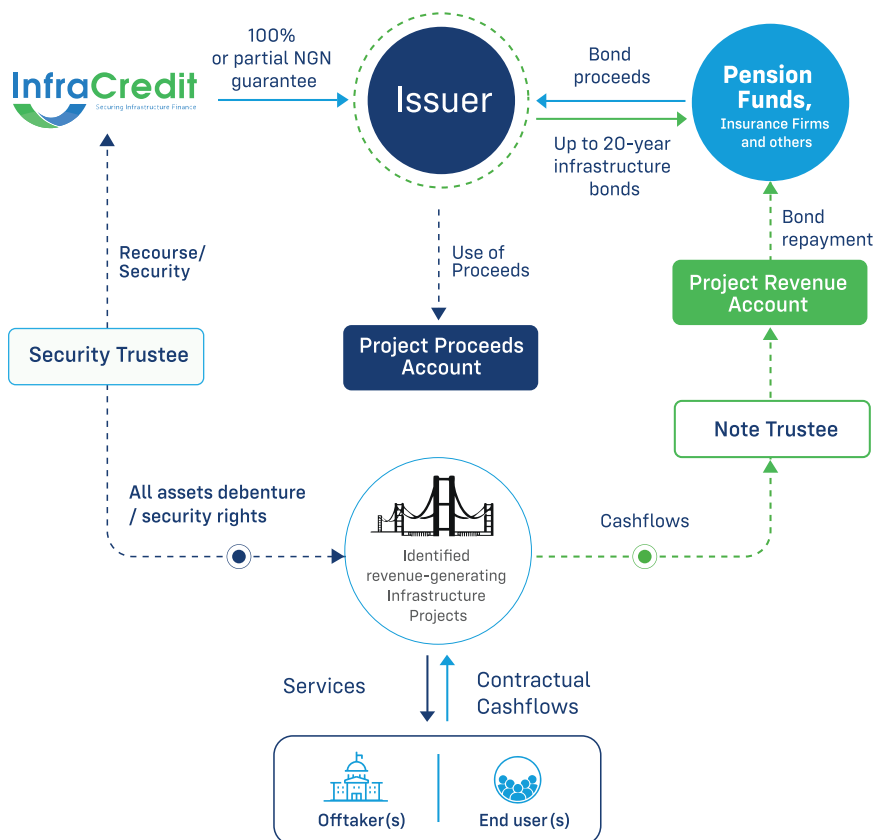 InfraCredit
Securing Infrastructure Finance
100%
or partial NGN
guarantee
Issuer
Bond
proceeds
Up to 20-year
infrastructure
bonds
Pension
Funds,
Insurance Firms
and others
Recourse/
Security
Use of
Proceeds
Bond
repayment
Project Revenue
Account
Security Trustee
Project Proceeds
Account
Note Trustee
All assets debenture
/ security rights
Identified
revenue-generating
Infrastructure
Projects
Cashflows
Services
Contractual
Cashflows
Offtaker(s)
End user(s)